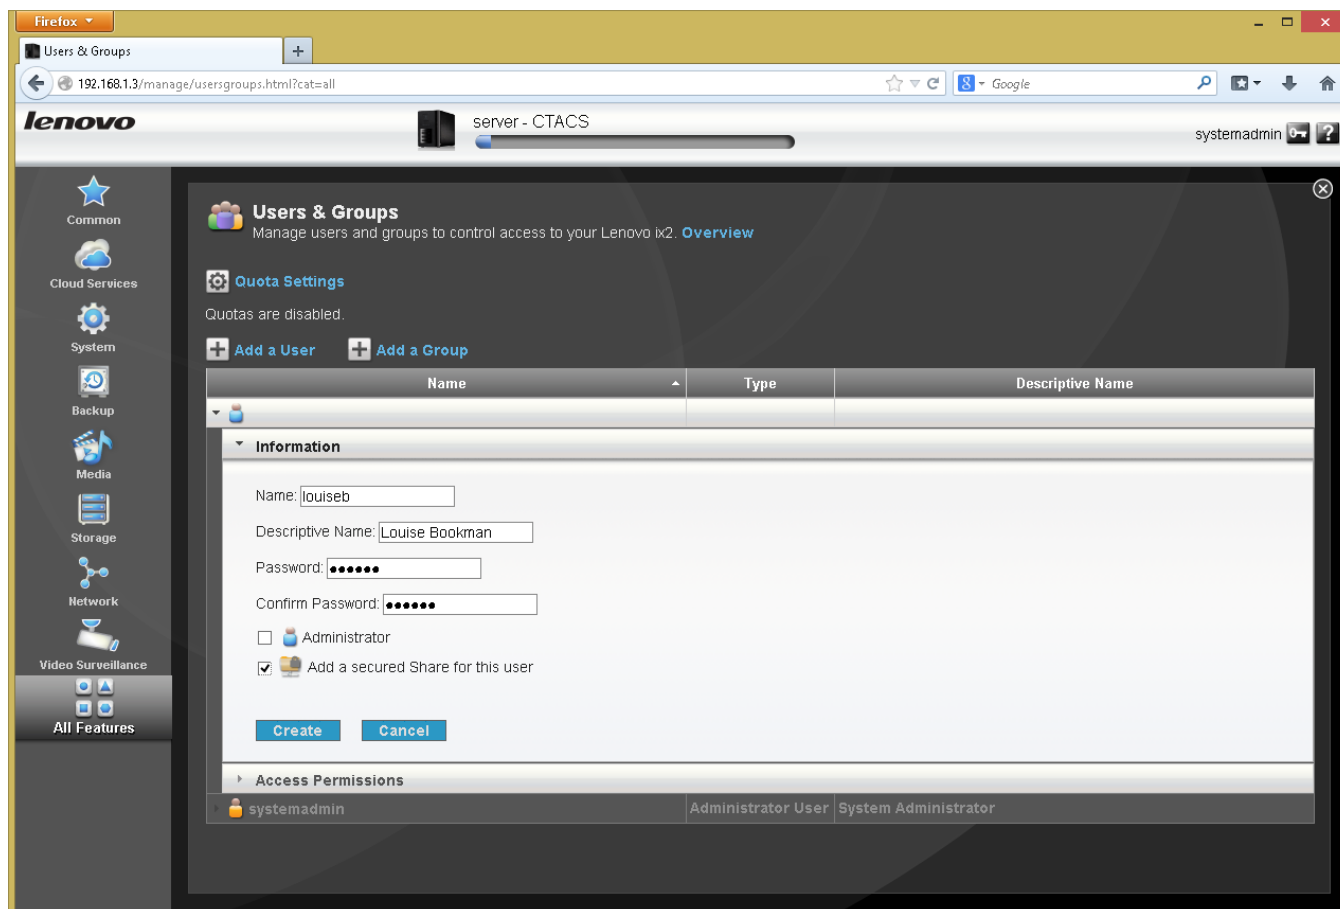 Firefox
Users & Groups
192.168.1.3/manage/usersgroups.html?cat=all
8 Google
lenovo
server - CTACS
systemadmin
?
Common
Cloud Services
System
Backup
Media
Storage
Network
Video Surveillance
All Features
Users & Groups
Manage users and groups to control access to your Lenovo ix2. Overview
Quota Settings
Quotas are disabled.
Add a User Add a Group
Name Type Descriptive Name
Information
Name: louiseb
Descriptive Name: Louise Bookman
Password: ●●●●●●
Confirm Password: ●●●●●●
Administrator
Add a secured Share for this user
Create Cancel
Access Permissions
systemadmin Administrator User System Administrator